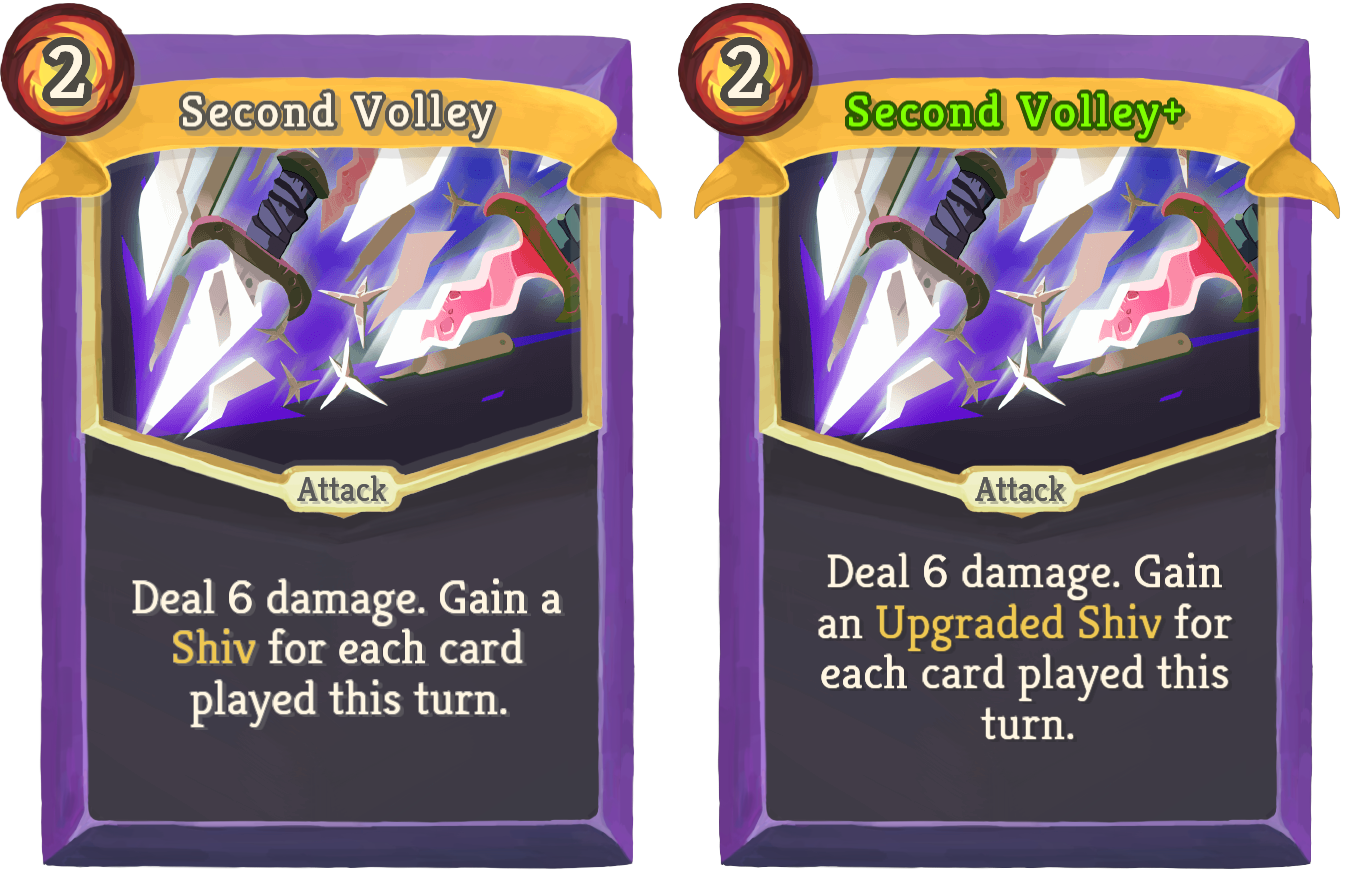 2
Second Volley
Attack
Deal 6 damage. Gain a
Shiv for each card
played this turn.
2
Second Volley+
Attack
Deal 6 damage. Gain
an Upgraded Shiv for
each card played this
turn.